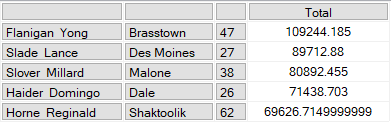 Total
Flanigan Yong Brasstown 47 109244.185
Slade Lance Des Moines 27 89712.88
Slover Millard Malone 38 80892.455
Haider Domingo Dale 26 71438.703
Horne Reginald Shaktoolik 62 69626.7149999999